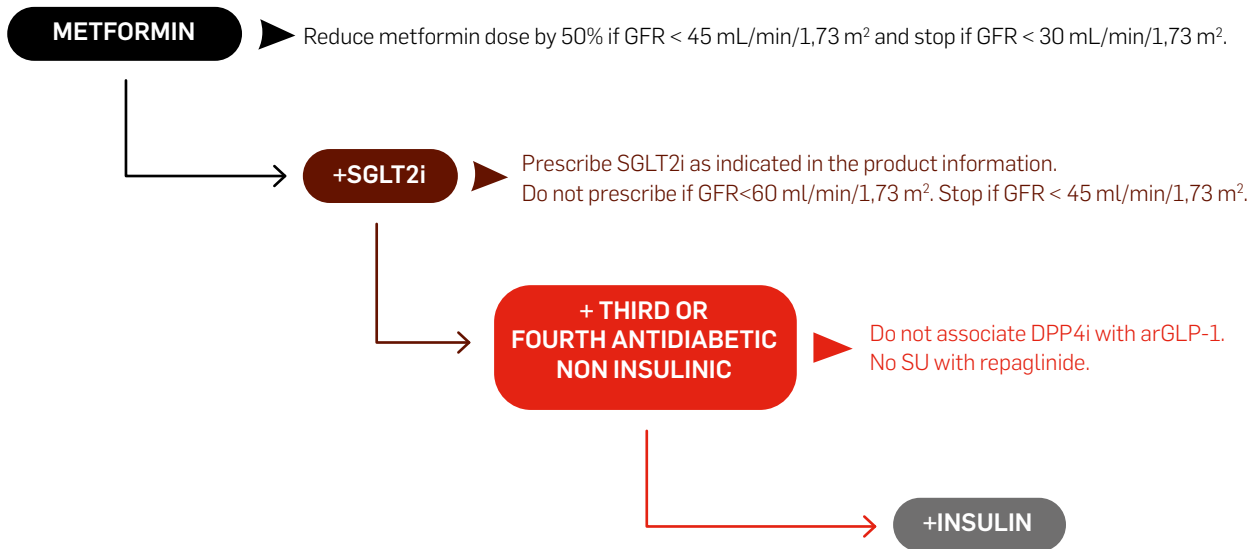 METFORMIN
Reduce metformin dose by 50% if GFR < 45 mL/min/1,73 m² and stop if GFR < 30 mL/min/1,73 m².
+SGLT2i
Prescribe SGLT2i as indicated in the product information.
Do not prescribe if GFR<60 ml/min/1,73 m². Stop if GFR < 45 ml/min/1,73 m².
+ THIRD OR
FOURTH ANTIDIABETIC
NON INSULINIC
Do not associate DPP4i with arGLP-1.
No SU with repaglinide.
+INSULIN